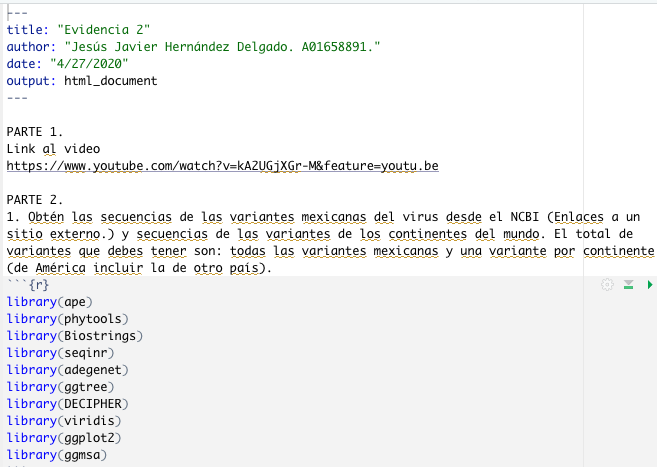 ---
title: "Evidencia 2"
author: "Jesús Javier Hernández Delgado. A01658891."
date: "4/27/2020"
output: html_document
---
PARTE 1.
Link al video
https://www.youtube.com/watch?v=kA2UGjXGr-M&feature=youtu.be
PARTE 2.
1. Obtén las secuencias de las variantes mexicanas del virus desde el NCBI (Enlaces a un
sitio externo.) y secuencias de las variantes de los continentes del mundo. El total de
variantes que debes tener son: todas las variantes mexicanas y una variante por continente
(de América incluir la de otro país).
```{r}
library(ape)
library(phytools)
library(Biostrings)
library(seqinr)
library(adegenet)
library(ggtree)
library(DECIPHER)
library(viridis)
library(ggplot2)
library(ggmsa)